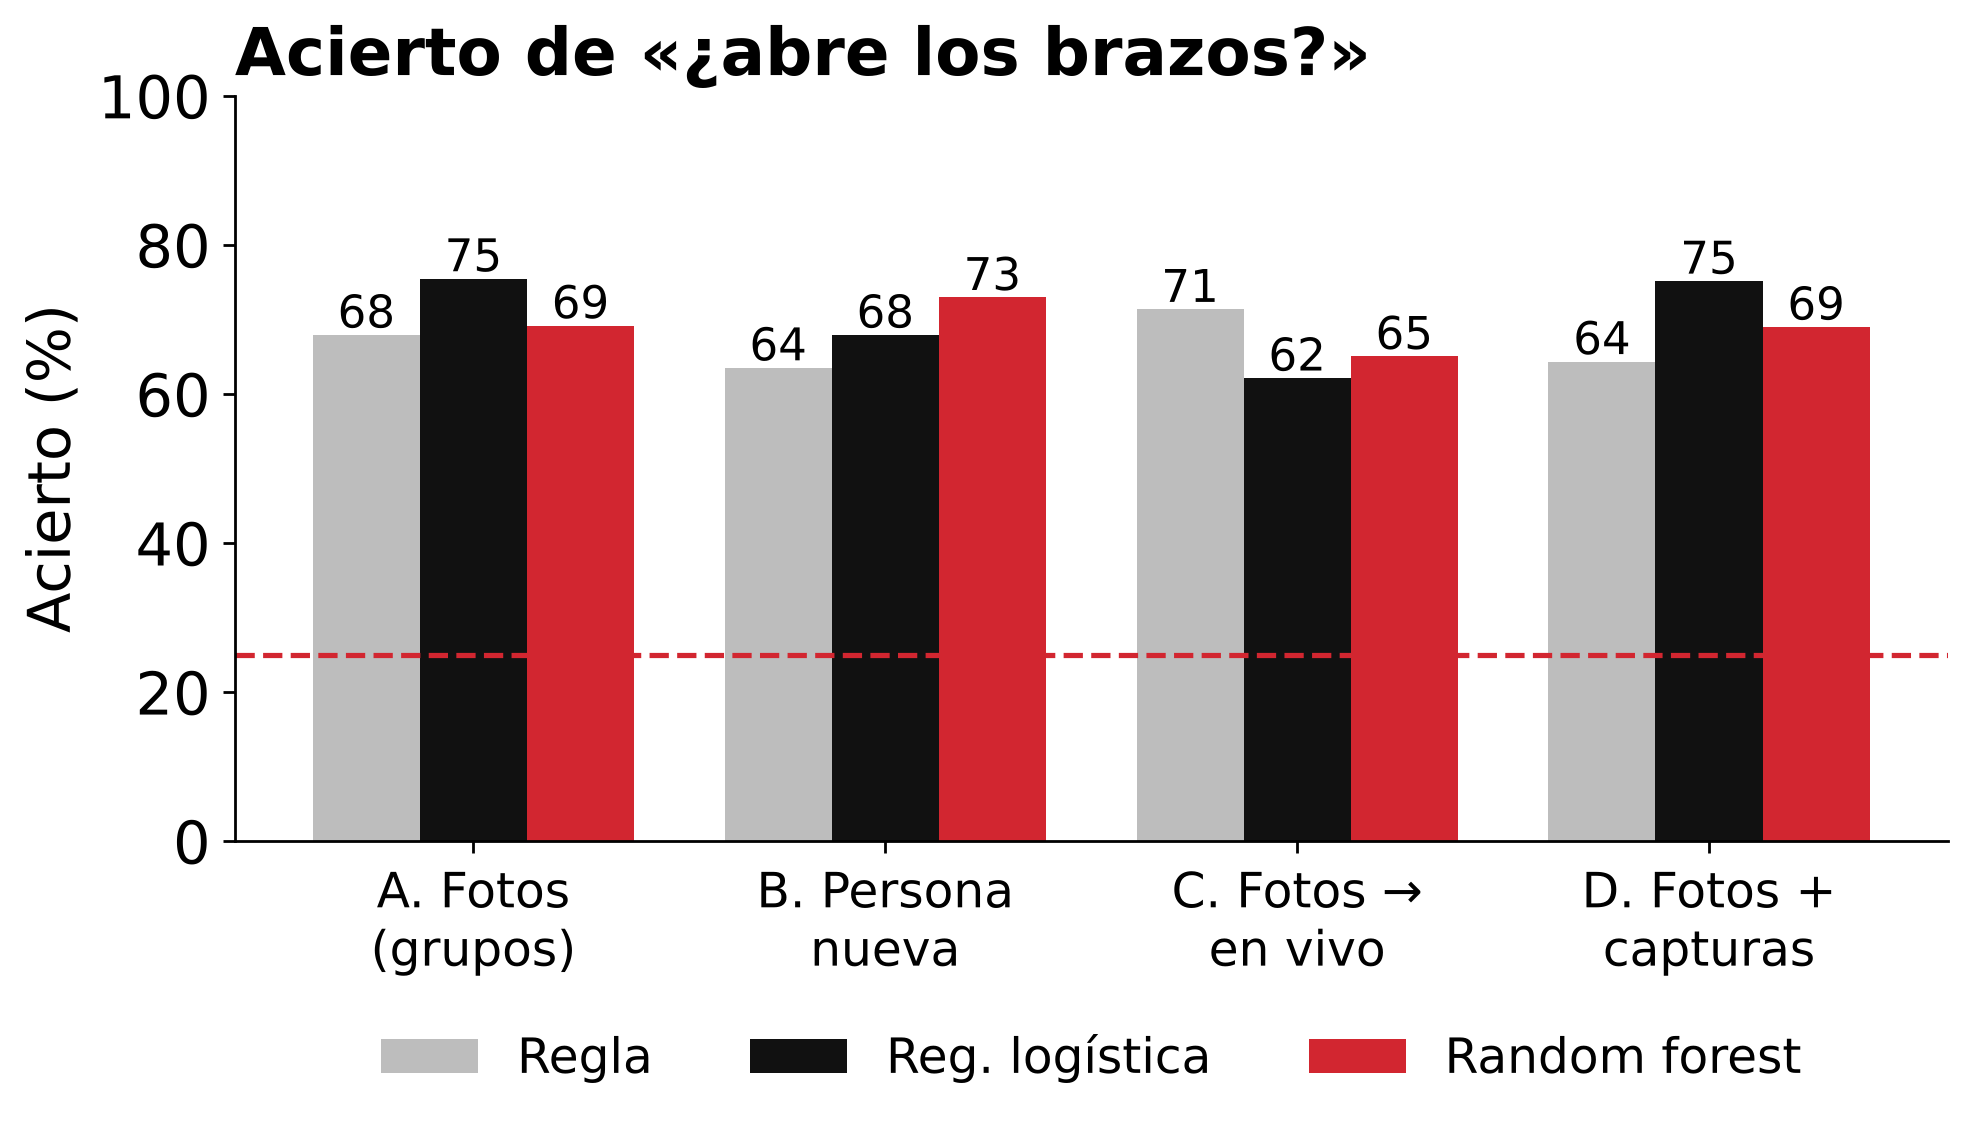 Acierto de «¿abre los brazos?»
Acierto (%)
100
80
60
40
20
0
68
75
69
64
68
73
71
62
65
64
75
69
A. Fotos
(grupos)
B. Persona
nueva
C. Fotos →
en vivo
D. Fotos +
capturas
Regla
Reg. logística
Random forest